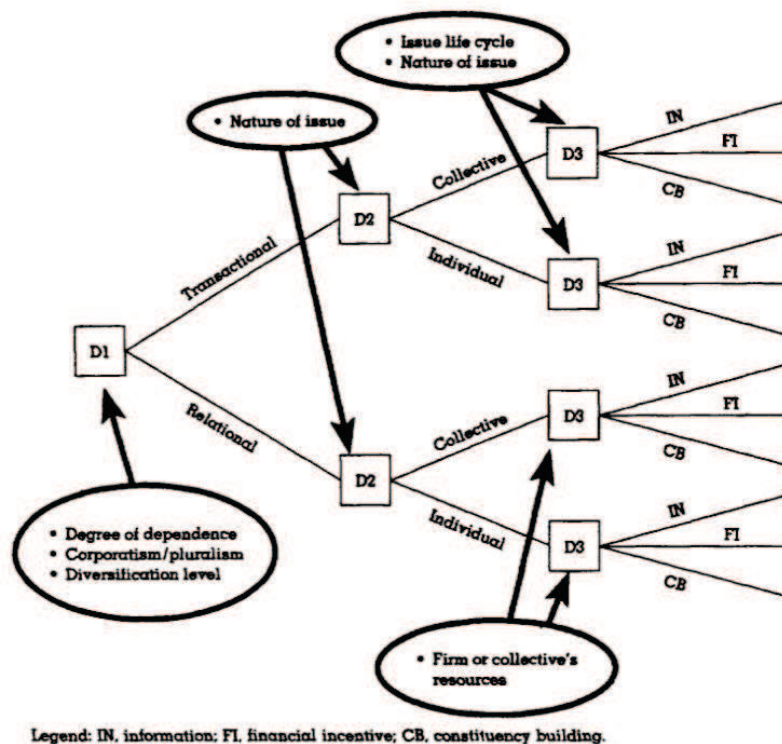 • Issue life cycle
• Nature of issue
• Nature of issue
D1
Transactional
Relational
D2
Collective
Individual
D3
IN
FI
CB
D3
IN
FI
CB
D2
Collective
Individual
D3
IN
FI
CB
D3
IN
FI
CB
• Degree of dependence
• Corporatism/pluralism
• Diversification level
• Firm or collective's
resources
Legend: IN, information; FI, financial incentive; CB, constituency building.